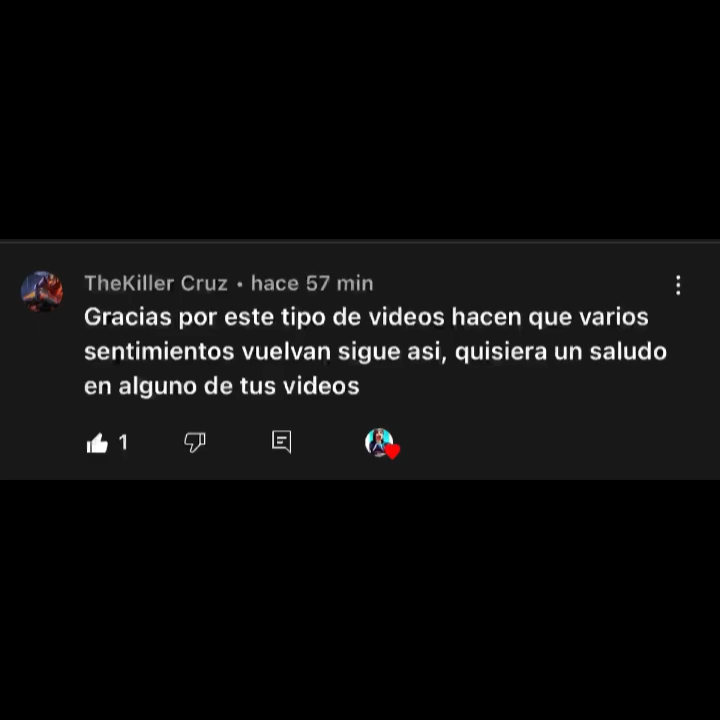 TheKiller Cruz • hace 57 min
Gracias por este tipo de videos hacen que varios
sentimientos vuelvan sigue asi, quisiera un saludo
en alguno de tus videos
1